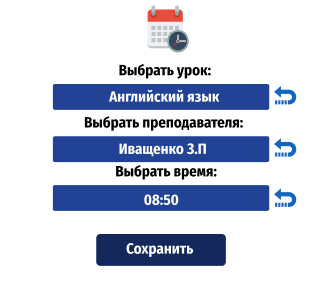 Выбрать урок:
Английский язык
Выбрать преподавателя:
Иващенко З.П
Выбрать время:
08:50
Сохранить